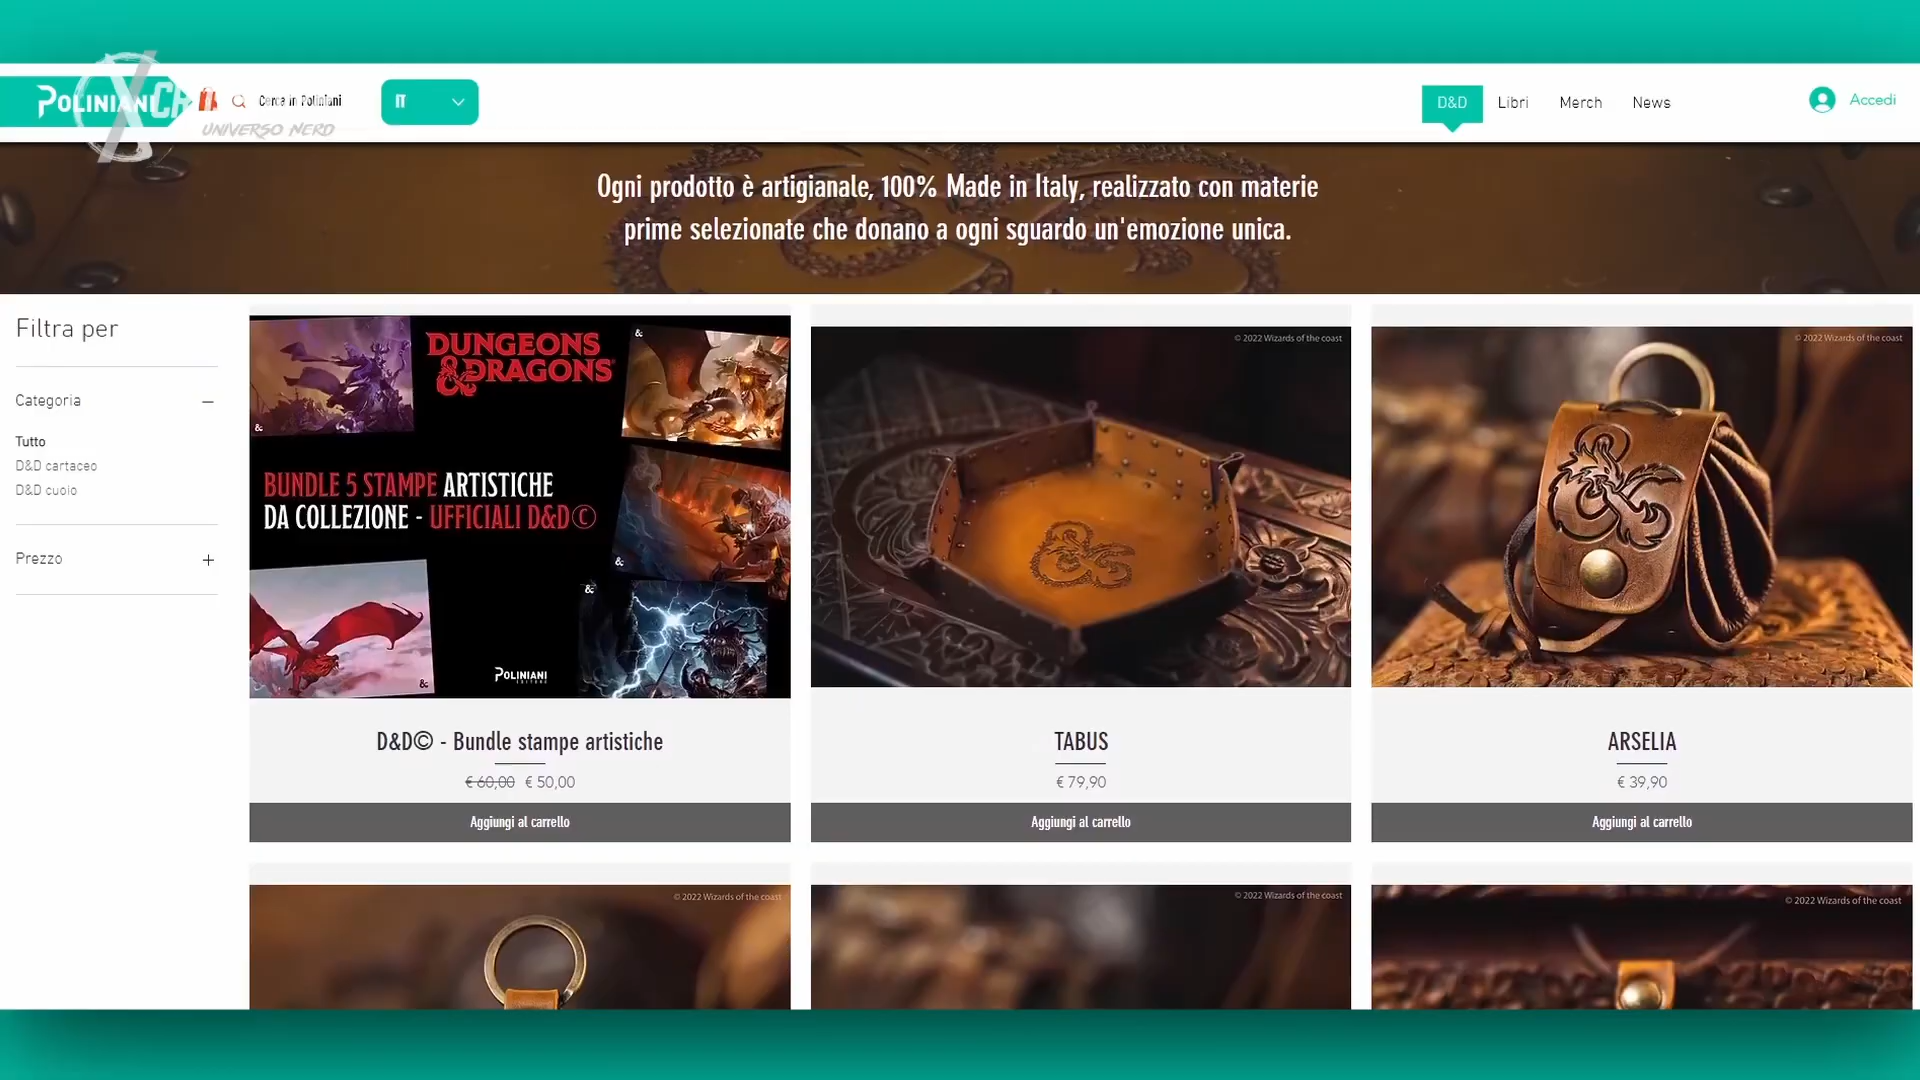 POLINIANI
UNIVERSO NERD
Cerca in Poliniani
IT
D&D
Libri
Merch
News
Accedi
Ogni prodotto è artigianale, 100% Made in Italy, realizzato con materie
prime selezionate che donano a ogni sguardo un'emozione unica.
Filtra per
Categoria
Tutto
D&D cartaceo
D&D cuoio
Prezzo
DUNGEONS
& DRAGONS
BUNDLE 5 STAMPE ARTISTICHE
DA COLLEZIONE - UFFICIALI D&D©
POLINIANI
D&D© - Bundle stampe artistiche
€ 60,00 € 50,00
Aggiungi al carrello
© 2022 Wizards of the coast
TABUS
€ 79,90
Aggiungi al carrello
© 2022 Wizards of the coast
ARSELIA
€ 39,90
Aggiungi al carrello
© 2022 Wizards of the coast
© 2022 Wizards of the coast
© 2022 Wizards of the coast